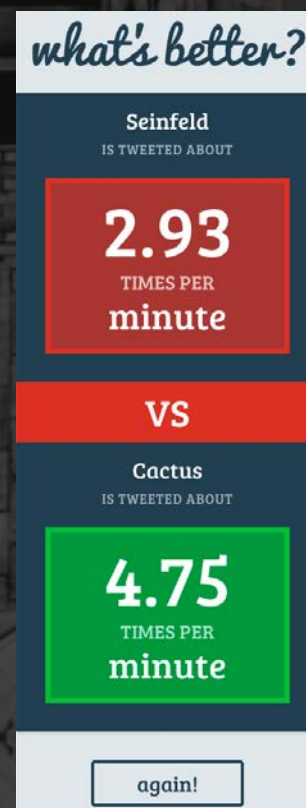 what's better?
Seinfeld
IS TWEETED ABOUT
2.93
TIMES PER
minute
VS
Cactus
IS TWEETED ABOUT
4.75
TIMES PER
minute
again!